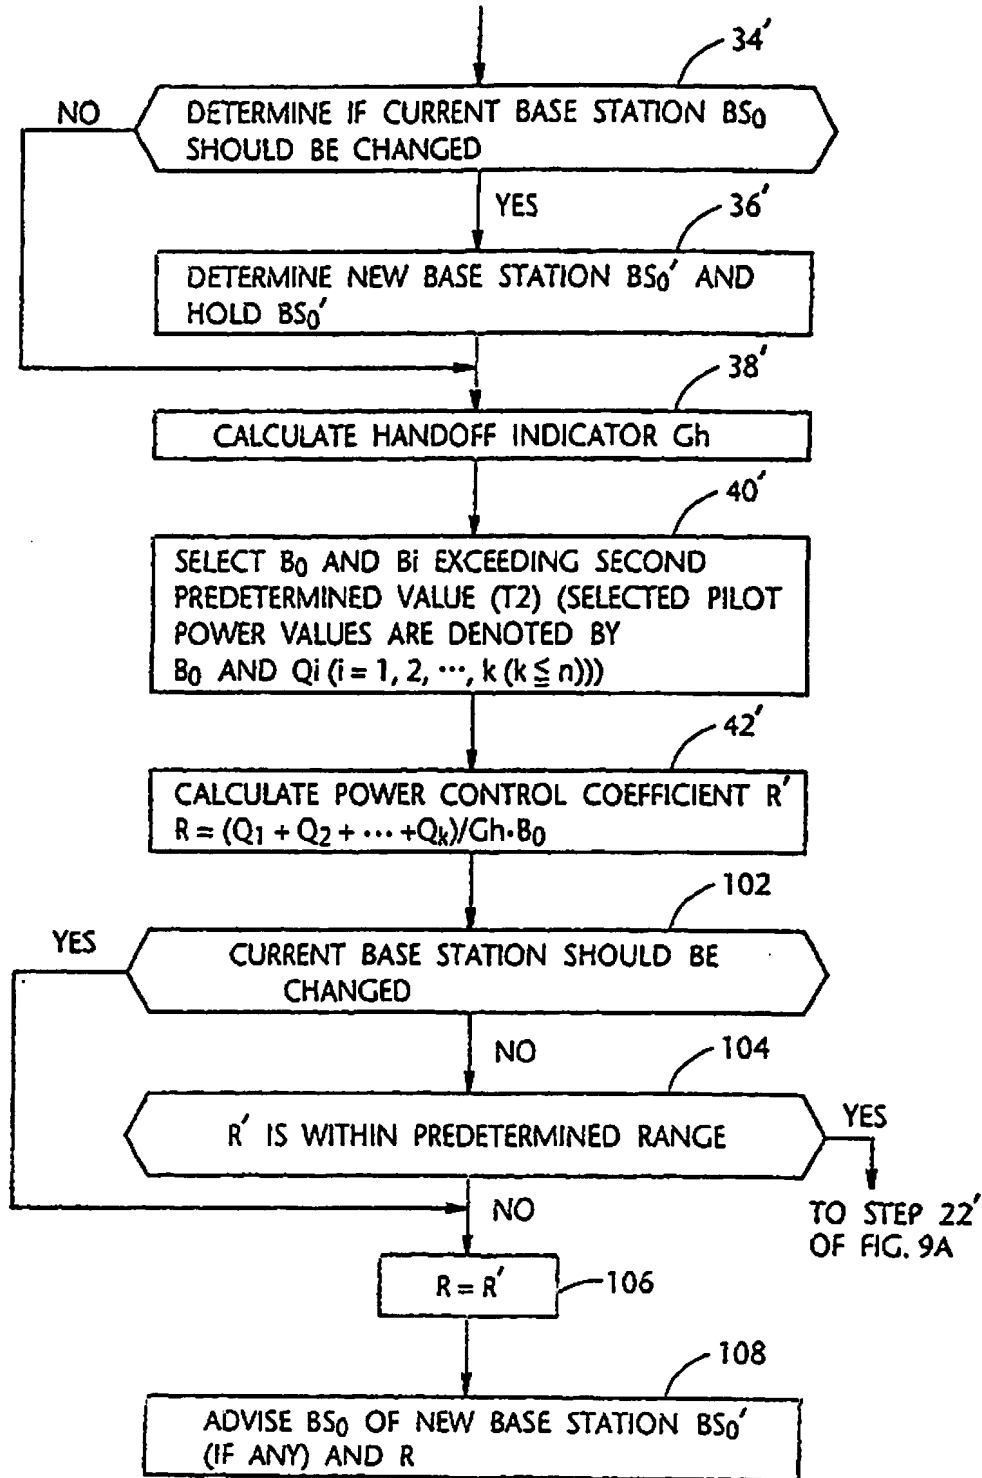 34′
NO
DETERMINE IF CURRENT BASE STATION BS₀
SHOULD BE CHANGED
YES
36′
DETERMINE NEW BASE STATION BS₀′ AND
HOLD BS₀′
38′
CALCULATE HANDOFF INDICATOR Gh
40′
SELECT B₀ AND Bi EXCEEDING SECOND
PREDETERMINED VALUE (T2) (SELECTED PILOT
POWER VALUES ARE DENOTED BY
B₀ AND Qi (i = 1, 2, ⋯, k (k ≦ n)))
42′
CALCULATE POWER CONTROL COEFFICIENT R′
R = (Q₁ + Q₂ + ⋯ +Qₖ)/Gh·B₀
102
YES
CURRENT BASE STATION SHOULD BE
CHANGED
NO
104
R′ IS WITHIN PREDETERMINED RANGE
YES
NO
TO STEP 22′
OF FIG. 9A
R = R′
106
108
ADVISE BS₀ OF NEW BASE STATION BS₀′
(IF ANY) AND R